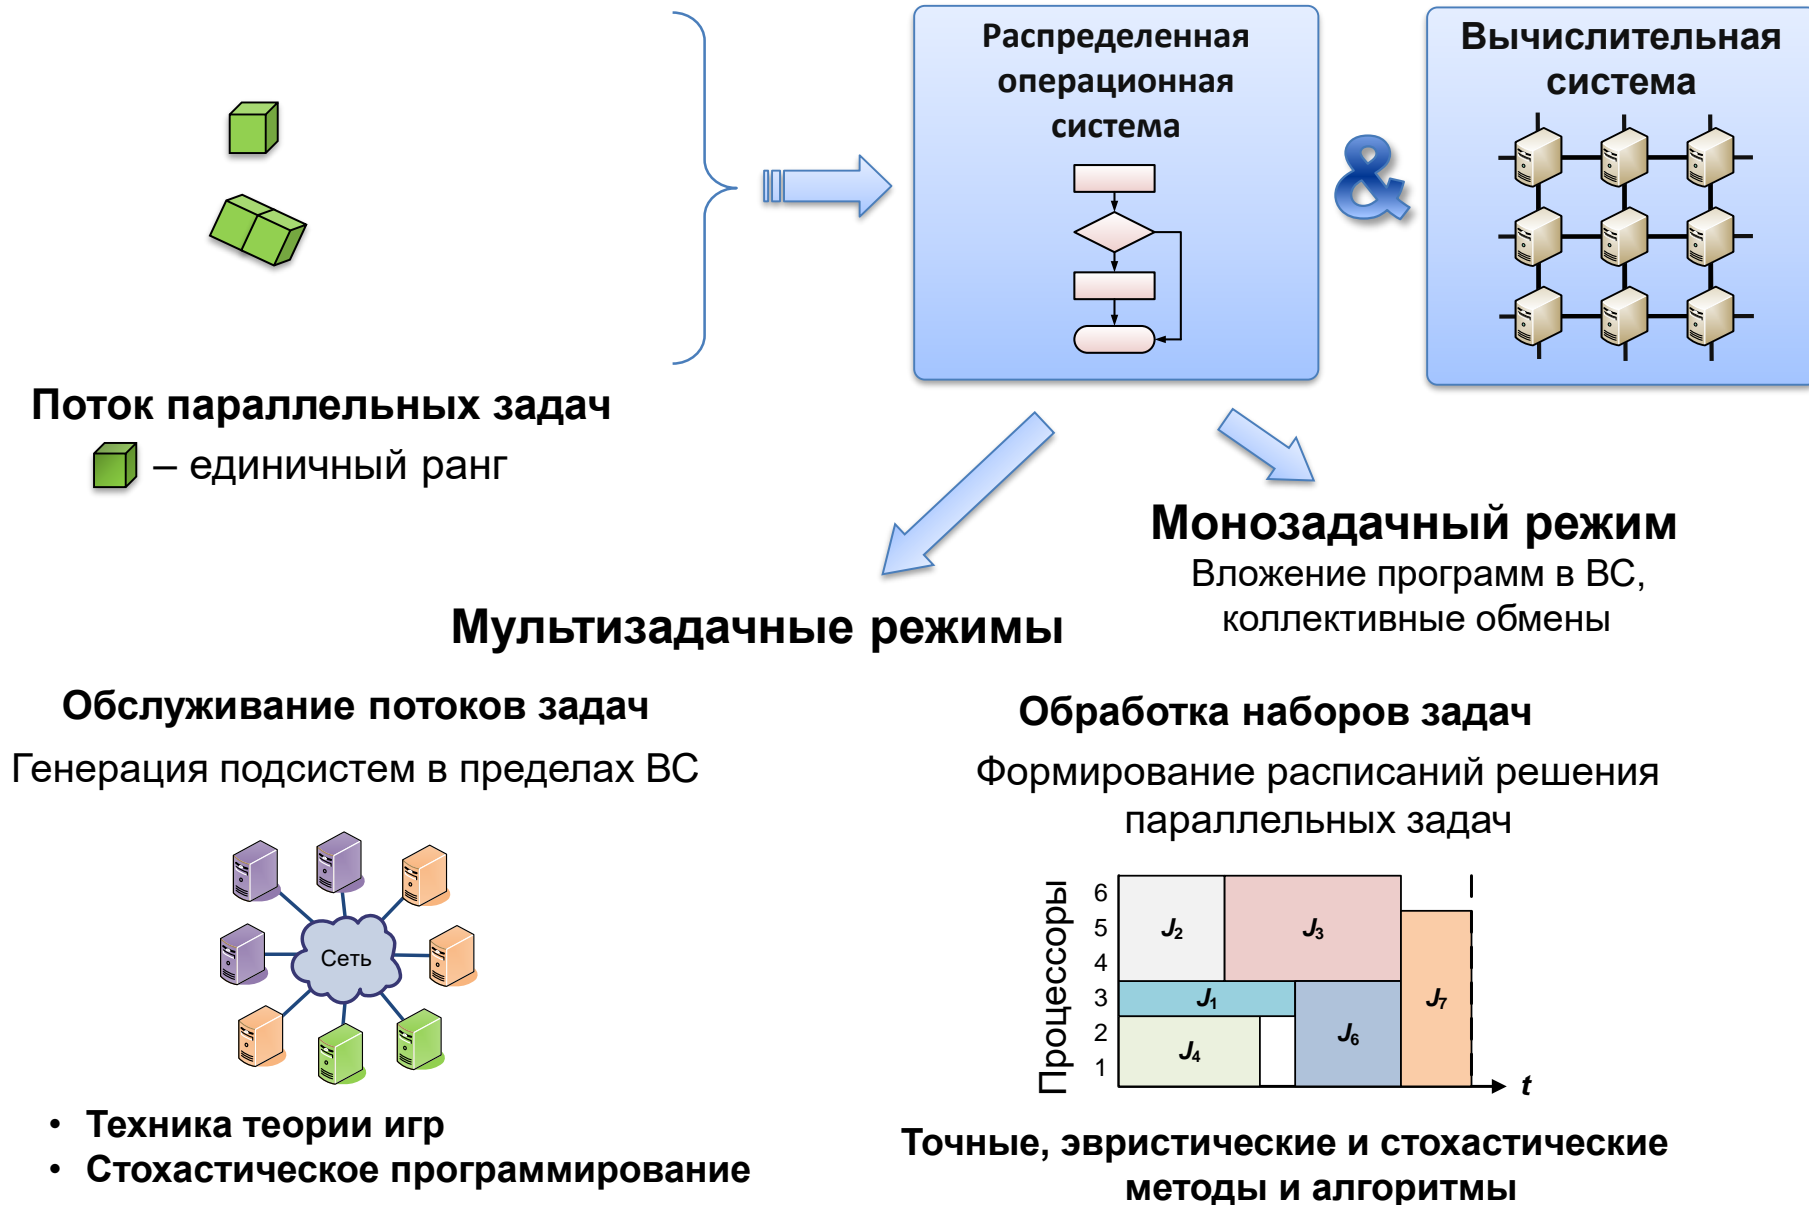 Распределенная
операционная
система
&
Вычислительная
система
Поток параллельных задач
– единичный ранг
Монозадачный режим
Вложение программ в ВС,
коллективные обмены
Мультизадачные режимы
Обслуживание потоков задач
Генерация подсистем в пределах ВС
Сеть
• Техника теории игр
• Стохастическое программирование
Обработка наборов задач
Формирование расписаний решения
параллельных задач
Процессоры
6
5
4
3
2
1
J2
J3
J1
J7
J4
J6
t
Точные, эвристические и стохастические
методы и алгоритмы